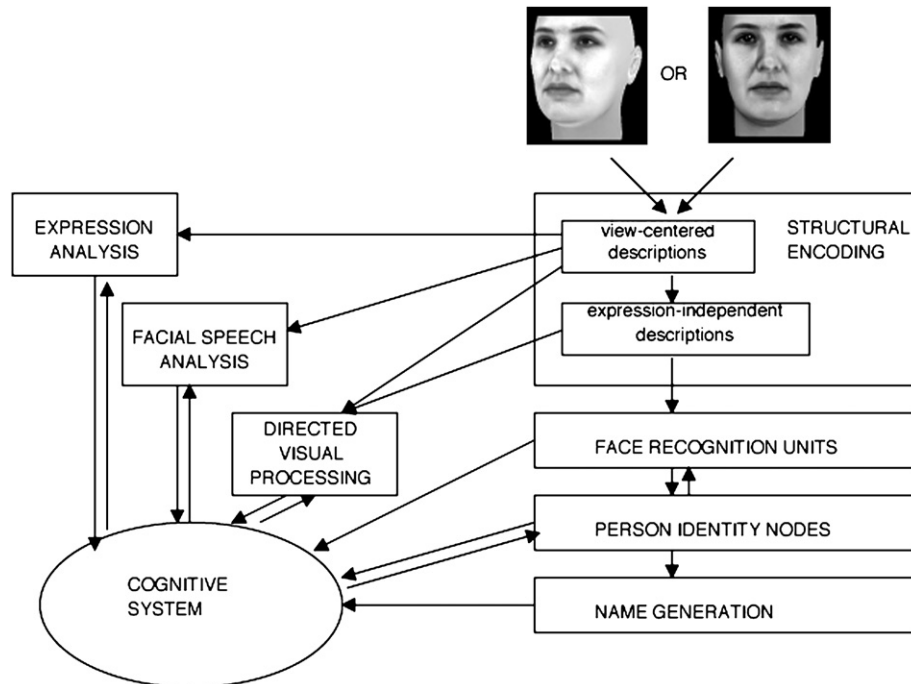 OR
EXPRESSION
ANALYSIS
view-centered
descriptions
STRUCTURAL
ENCODING
expression-independent
descriptions
FACIAL SPEECH
ANALYSIS
DIRECTED
VISUAL
PROCESSING
FACE RECOGNITION UNITS
PERSON IDENTITY NODES
COGNITIVE
SYSTEM
NAME GENERATION